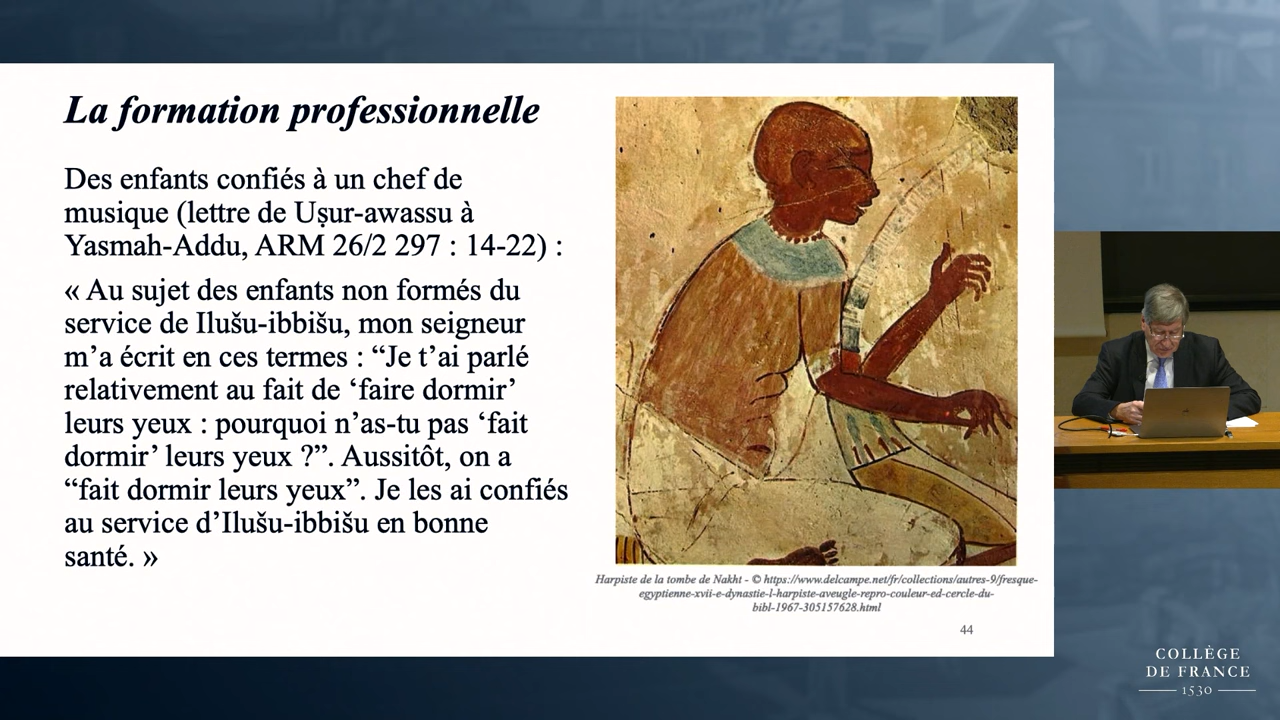 La formation professionnelle
Des enfants confiés à un chef de
musique (lettre de Uṣur-awassu à
Yasmah-Addu, ARM 26/2 297 : 14-22) :
« Au sujet des enfants non formés du
service de Ilušu-ibbišu, mon seigneur
m’a écrit en ces termes : “Je t’ai parlé
relativement au fait de ‘faire dormir’
leurs yeux : pourquoi n’as-tu pas ‘fait
dormir’ leurs yeux ?”. Aussitôt, on a
“fait dormir leurs yeux”. Je les ai confiés
au service d’Ilušu-ibbišu en bonne
santé. »
Harpiste de la tombe de Nakht - © https://www.delcampe.net/fr/collections/autres-9/fresque-
egyptienne-xvii-e-dynastie-l-harpiste-aveugle-repro-couleur-ed-cercle-du-
bibl-1967-305157628.html
44
COLLÈGE
DE FRANCE
1530